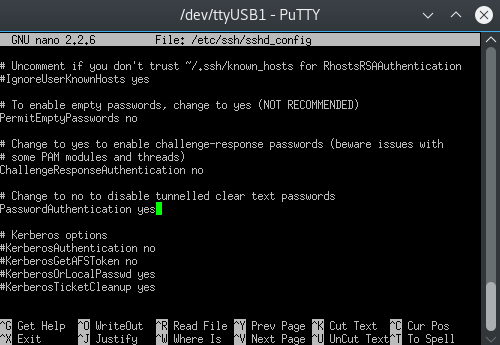 /dev/ttyUSB1 - PuTTY
GNU nano 2.2.6 File: /etc/ssh/sshd_config
# Uncomment if you don't trust ~/.ssh/known_hosts for RhostsRSAAuthentication
#IgnoreUserKnownHosts yes
# To enable empty passwords, change to yes (NOT RECOMMENDED)
PermitEmptyPasswords no
# Change to yes to enable challenge-response passwords (beware issues with
# some PAM modules and threads)
ChallengeResponseAuthentication no
# Change to no to disable tunnelled clear text passwords
PasswordAuthentication yes
# Kerberos options
#KerberosAuthentication no
#KerberosGetAFSToken no
#KerberosOrLocalPasswd yes
#KerberosTicketCleanup yes
^G Get Help ^O WriteOut ^R Read File ^Y Prev Page ^K Cut Text ^C Cur Pos
^X Exit ^J Justify ^W Where Is ^V Next Page ^U UnCut Text ^T To Spell